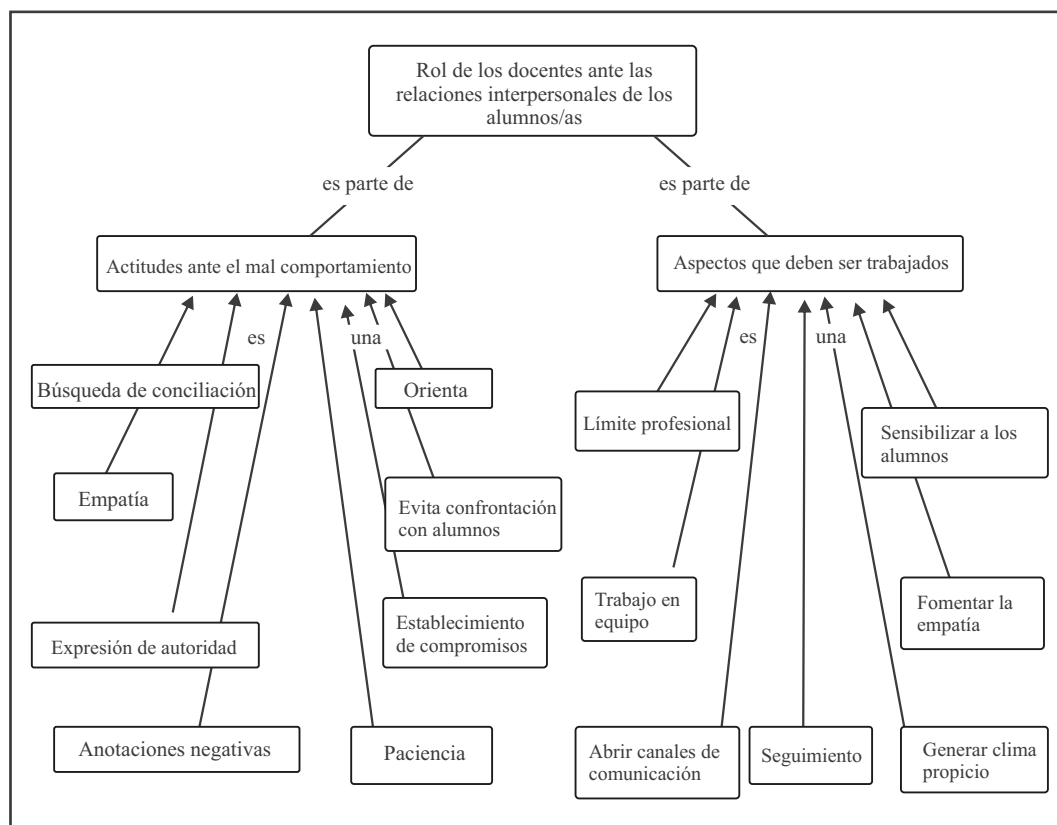 Rol de los docentes ante las
relaciones interpersonales de los
alumnos/as
es parte de
es parte de
Actitudes ante el mal comportamiento
Aspectos que deben ser trabajados
es
una
es
una
Búsqueda de conciliación
Orienta
Límite profesional
Sensibilizar a los
alumnos
Empatía
Evita confrontación
con alumnos
Trabajo en
equipo
Fomentar la
empatía
Expresión de autoridad
Establecimiento
de compromisos
Anotaciones negativas
Paciencia
Abrir canales de
comunicación
Seguimiento
Generar clima
propicio